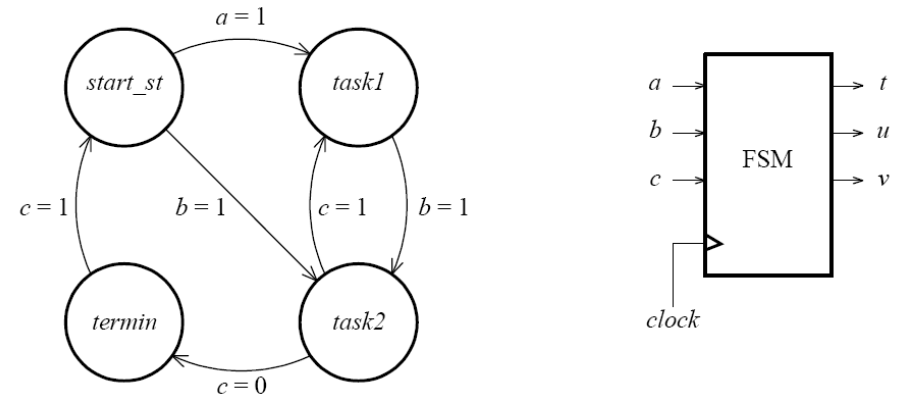 a = 1
start_st
task1
c = 1
b = 1
c = 1
b = 1
termin
task2
c = 0
a
b
c
FSM
t
u
v
clock